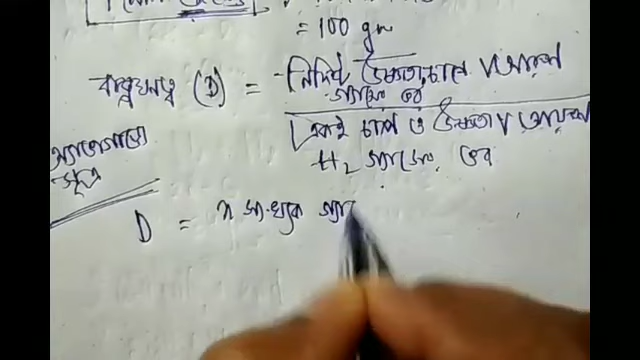 = 100 gm
বাষ্পঘনত্ব (D) = নির্দিষ্ট উষ্ণতা, চাপে V আয়তন
গ্যাসের ভর
একই চাপ ও উষ্ণতা V আয়তন
H₂ গ্যাসের ভর
অ্যাভোগাড্রো
সূত্র
D = n সংখ্যক গ্যা